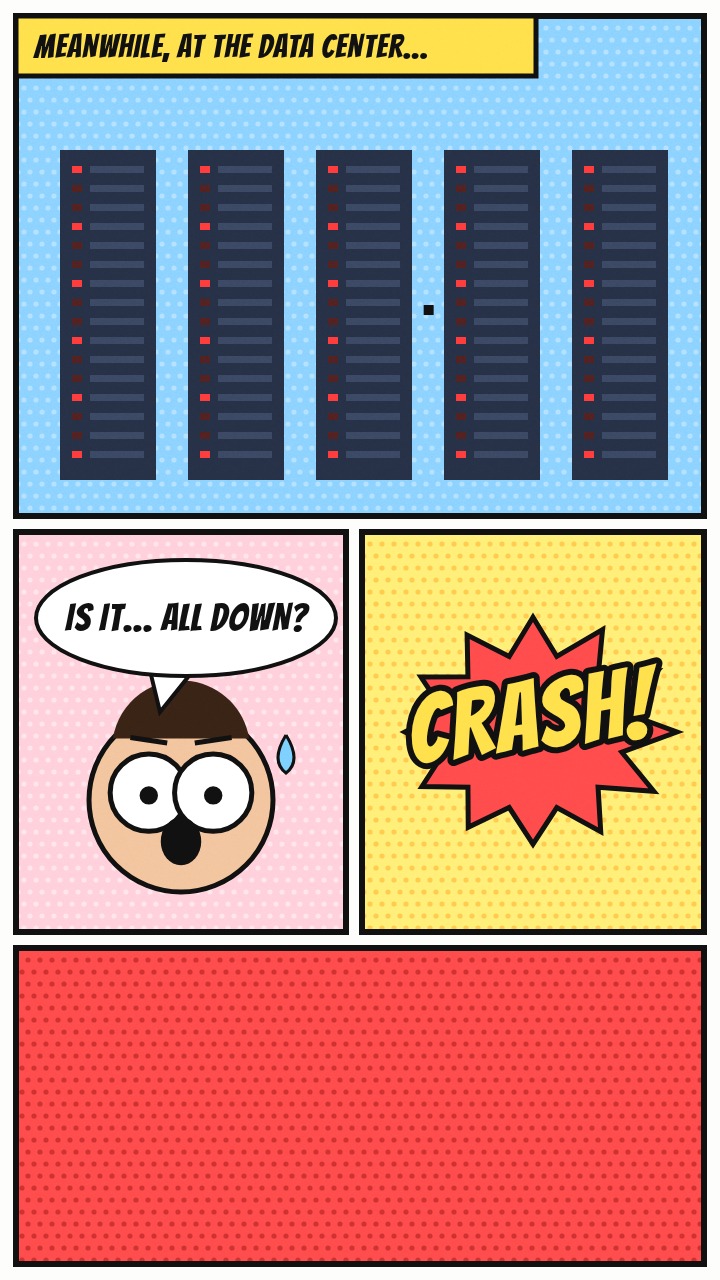 MEANWHILE, AT THE DATA CENTER...
IS IT... ALL DOWN?
CRASH!